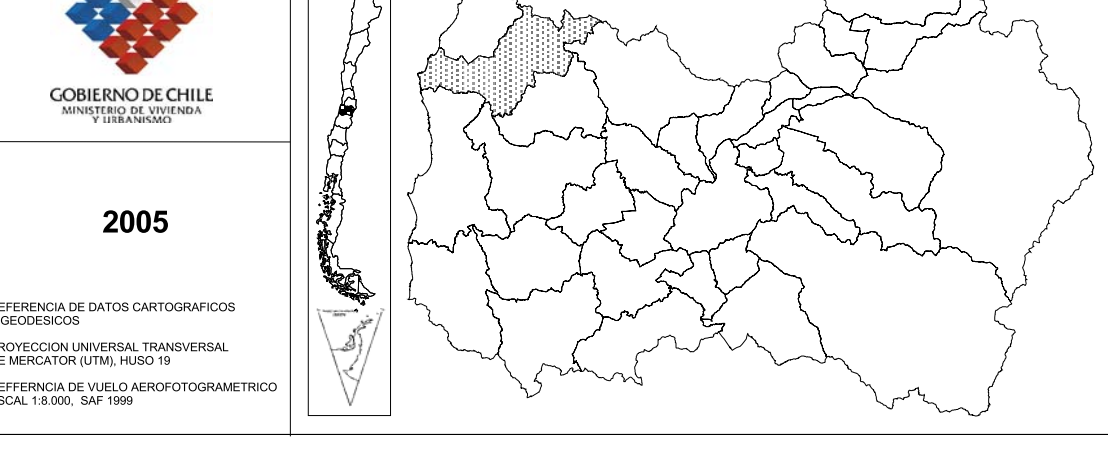 GOBIERNO DE CHILE
MINISTERIO DE VIVIENDA
Y URBANISMO
2005
EFERENCIA DE DATOS CARTOGRAFICOS
GEODESICOS
ROYECCION UNIVERSAL TRANSVERSAL
E MERCATOR (UTM), HUSO 19
EFFERNCIA DE VUELO AEROFOTOGRAMETRICO
SCAL 1:8.000, SAF 1999